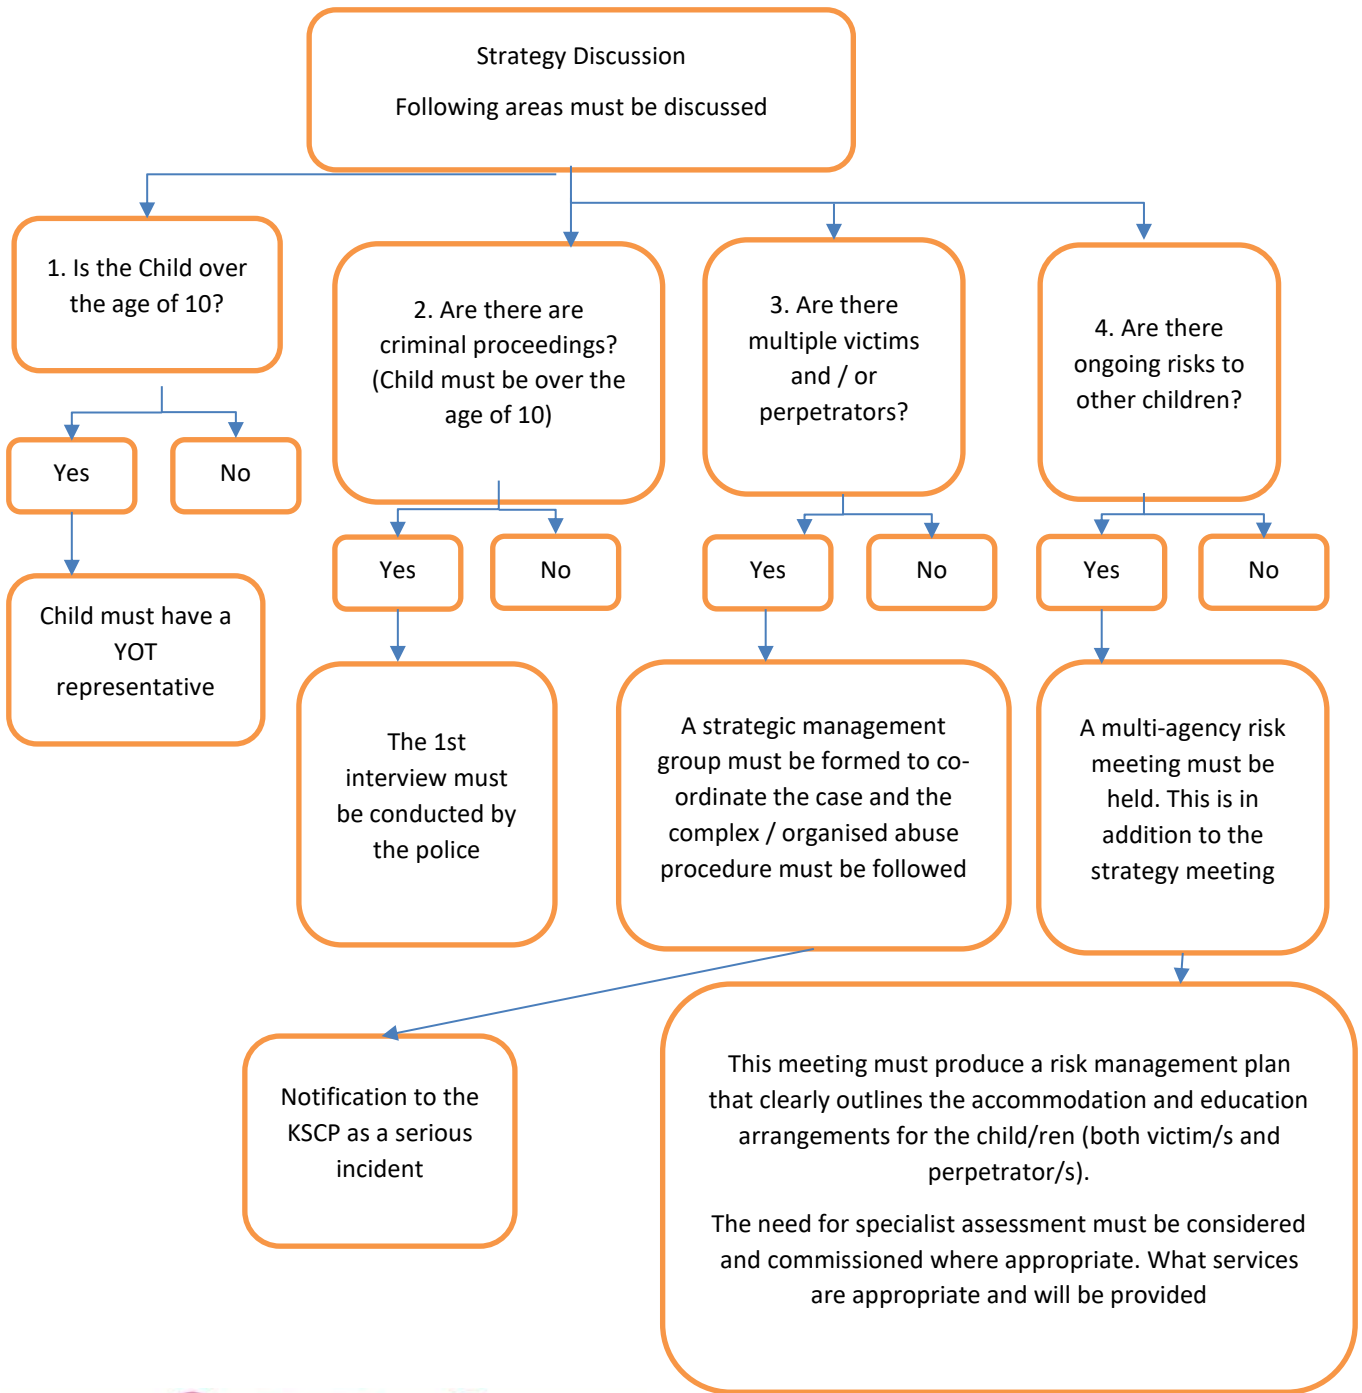 Strategy Discussion
Following areas must be discussed
1. Is the Child over
the age of 10?
Yes
No
Child must have a
YOT
representative
2. Are there are
criminal proceedings?
(Child must be over the
age of 10)
Yes
No
The 1st
interview must
be conducted by
the police
3. Are there
multiple victims
and / or
perpetrators?
Yes
No
A strategic management
group must be formed to co-
ordinate the case and the
complex / organised abuse
procedure must be followed
Notification to the
KSCP as a serious
incident
4. Are there
ongoing risks to
other children?
Yes
No
A multi-agency risk
meeting must be
held. This is in
addition to the
strategy meeting
This meeting must produce a risk management plan
that clearly outlines the accommodation and education
arrangements for the child/ren (both victim/s and
perpetrator/s).
The need for specialist assessment must be considered
and commissioned where appropriate. What services
are appropriate and will be provided